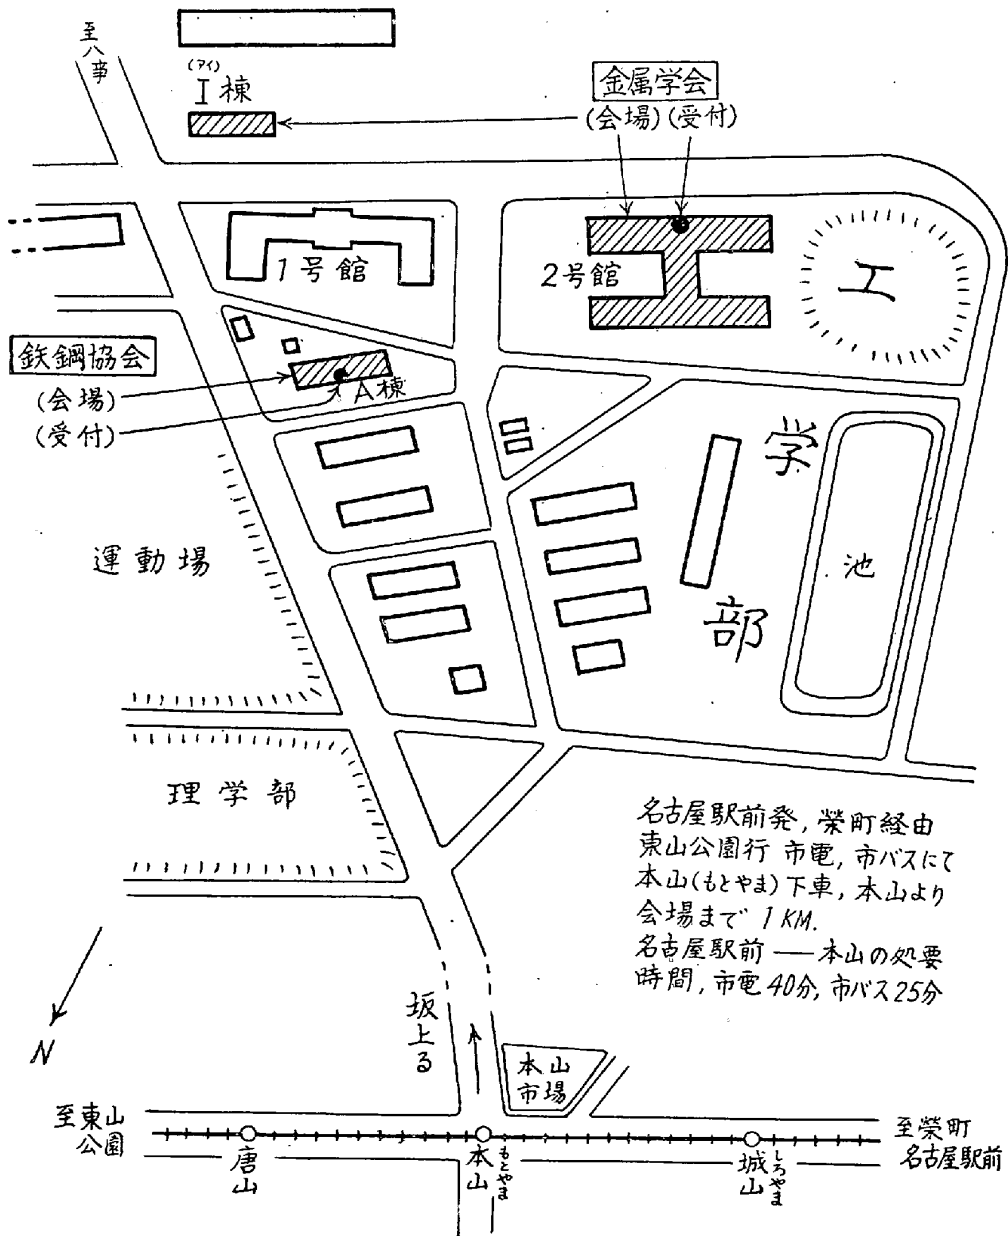 至八事
(アイ)
I棟
金属学会
(会場)(受付)
1号館
2号館
工
鉄鋼協会
(会場)
(受付)
A棟
学
運動場
池
部
理学部
名古屋駅前発,栄町経由
東山公園行 市電,市バスにて
本山(もとやま)下車,本山より
会場まで 1KM.
名古屋駅前――本山の処要
時間,市電40分,市バス25分
N
坂上る
本山
市場
至東山
公園
唐山
本山
もとやま
城山
しろやま
至栄町
名古屋駅前